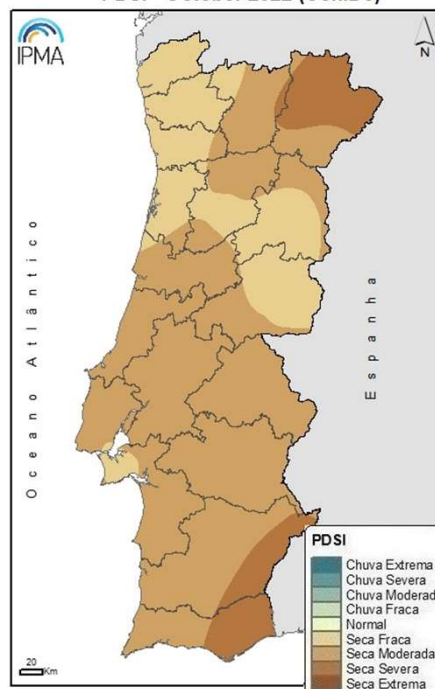 IPMA
N
Oceano Atlântico
Espanha
20
Km
PDSI
Chuva Extrema
Chuva Severa
Chuva Moderad
Chuva Fraca
Normal
Seca Fraca
Seca Moderada
Seca Severa
Seca Extrema